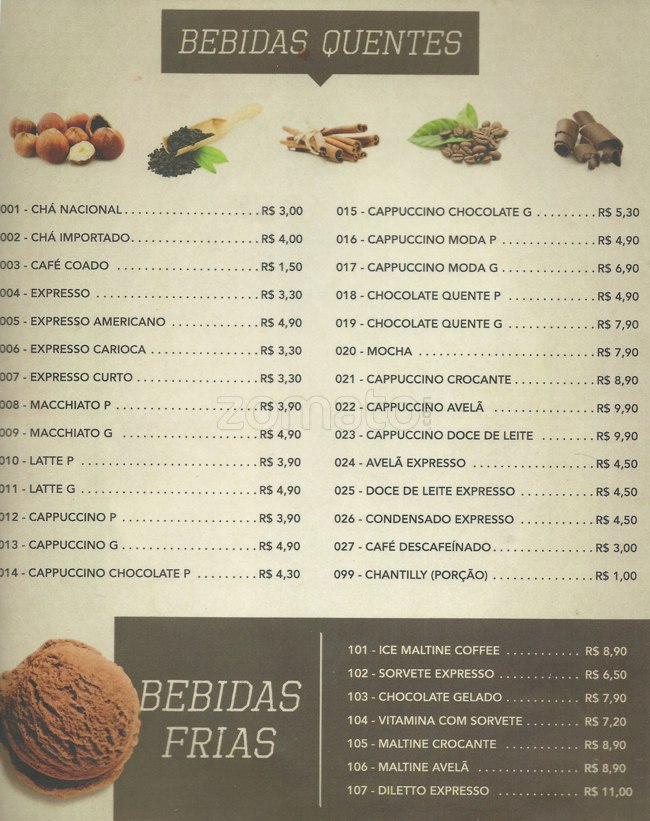 BEBIDAS QUENTES
001 - CHÁ NACIONAL.....................R$ 3,00
002 - CHÁ IMPORTADO....................R$ 4,00
003 - CAFÉ COADO ......................R$ 1,50
004 - EXPRESSO ..........................R$ 3,30
005 - EXPRESSO AMERICANO .............R$ 4,90
006 - EXPRESSO CARIOCA ................R$ 3,30
007 - EXPRESSO CURTO ..................R$ 3,30
008 - MACCHIATO P ......................R$ 3,90
009 - MACCHIATO G .....................R$ 4,90
010 - LATTE P ............................R$ 3,90
011 - LATTE G ............................R$ 4,90
012 - CAPPUCCINO P .....................R$ 3,90
013 - CAPPUCCINO G.....................R$ 4,90
014 - CAPPUCCINO CHOCOLATE P .........R$ 4,30
015 - CAPPUCCINO CHOCOLATE G .........R$ 5,30
016 - CAPPUCCINO MODA P ..............R$ 4,90
017 - CAPPUCCINO MODA G ..............R$ 6,90
018 - CHOCOLATE QUENTE P .............R$ 4,90
019 - CHOCOLATE QUENTE G .............R$ 7,90
020 - MOCHA ...........................R$ 7,90
021 - CAPPUCCINO CROCANTE............R$ 8,90
022 - CAPPUCCINO AVELÃ ...............R$ 9,90
023 - CAPPUCCINO DOCE DE LEITE ........R$ 9,90
024 - AVELÃ EXPRESSO ..................R$ 4,50
025 - DOCE DE LEITE EXPRESSO ...........R$ 4,50
026 - CONDENSADO EXPRESSO ...........R$ 4,50
027 - CAFÉ DESCAFEÍNADO...............R$ 3,00
099 - CHANTILLY (PORÇÃO) ...............R$ 1,00
zomato.com
BEBIDAS
FRIAS
101 - ICE MALTINE COFFEE ........... R$ 8,90
102 - SORVETE EXPRESSO ............ R$ 6,50
103 - CHOCOLATE GELADO .......... R$ 7,90
104 - VITAMINA COM SORVETE........ R$ 7,20
105 - MALTINE CROCANTE ........... R$ 8,90
106 - MALTINE AVELÃ ............... R$ 8,90
107 - DILETTO EXPRESSO ............ R$ 11,00